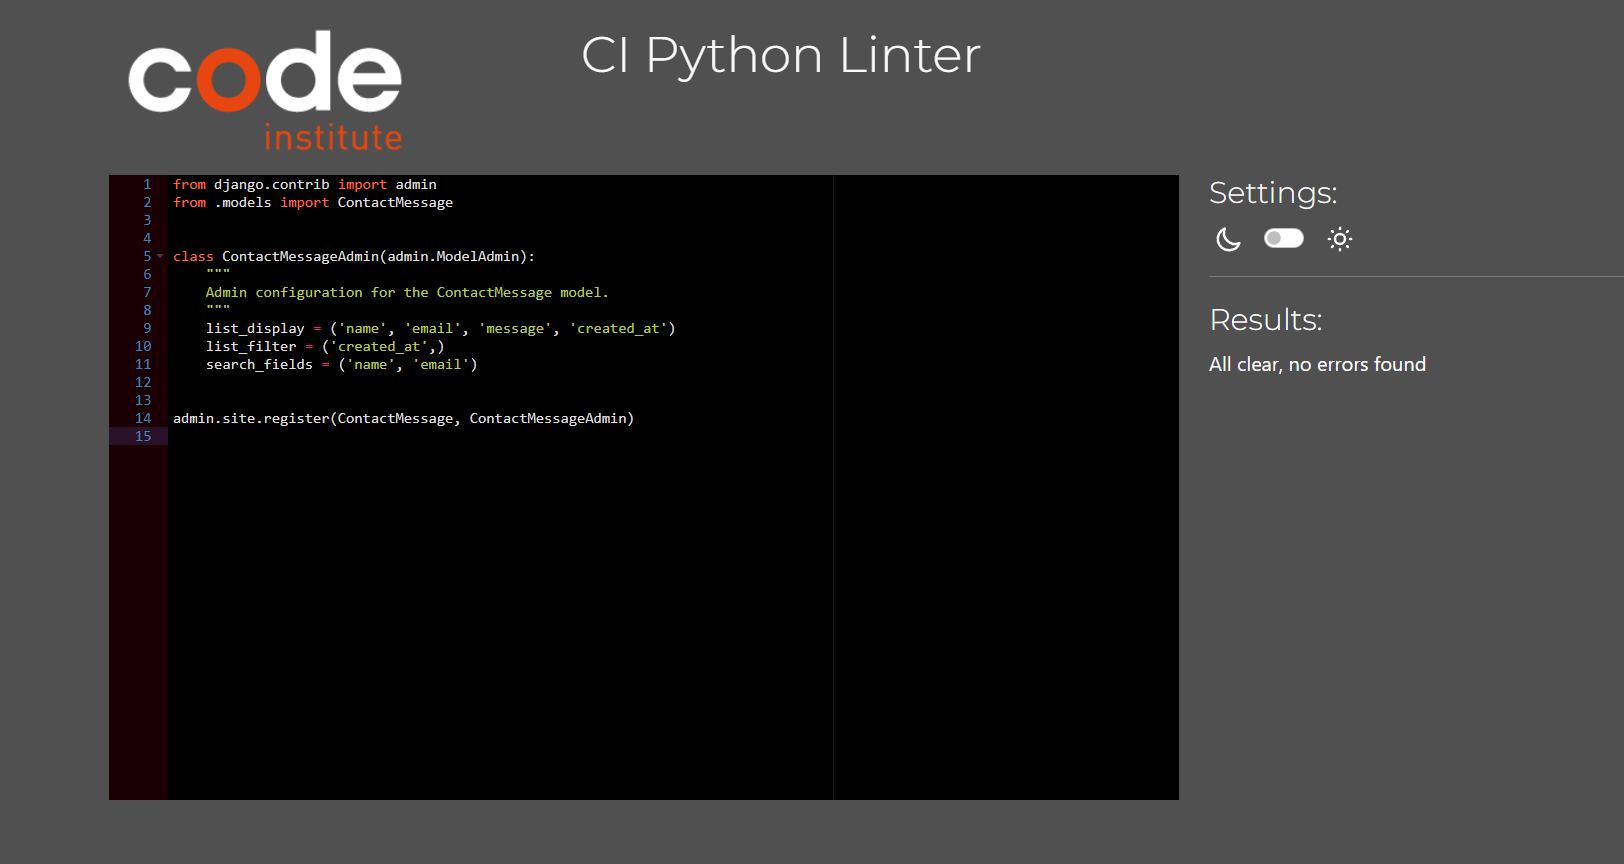 code
institute
CI Python Linter
1 from django.contrib import admin
2 from .models import ContactMessage
3
4
5 class ContactMessageAdmin(admin.ModelAdmin):
6     """
7     Admin configuration for the ContactMessage model.
8     """
9     list_display = ('name', 'email', 'message', 'created_at')
10     list_filter = ('created_at',)
11     search_fields = ('name', 'email')
12
13
14 admin.site.register(ContactMessage, ContactMessageAdmin)
15
Settings:
Results:
All clear, no errors found